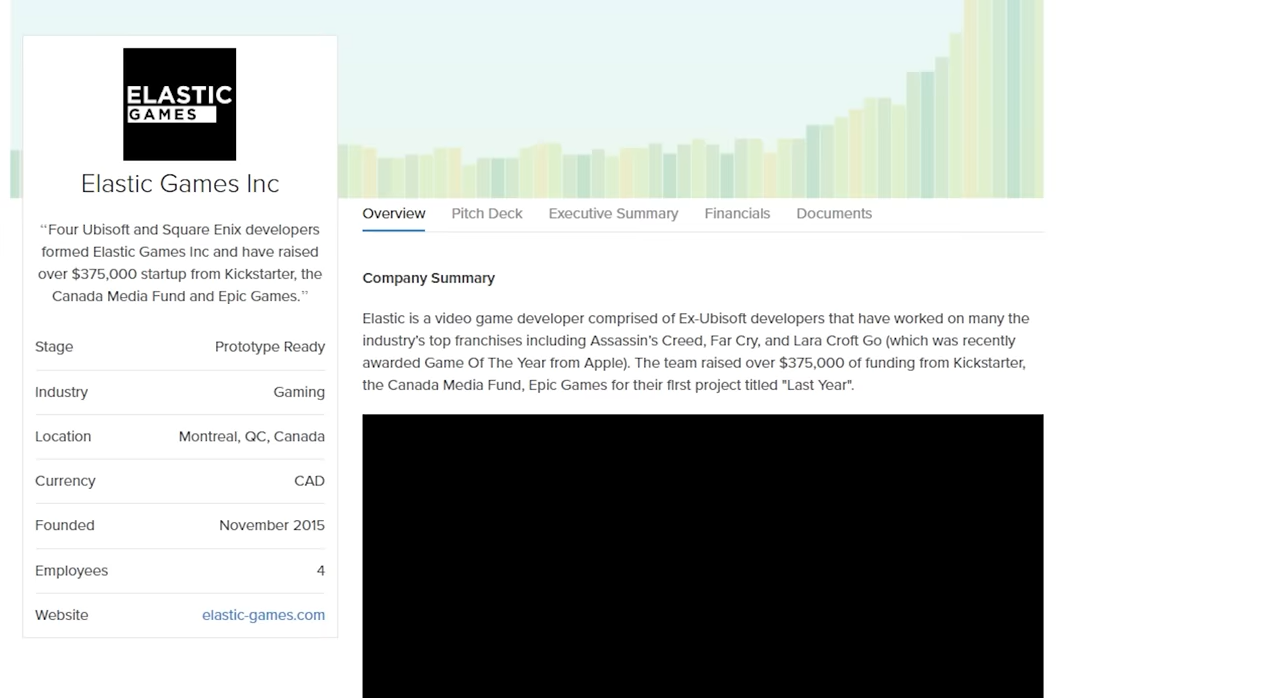 ELASTIC
GAMES
Elastic Games Inc
“Four Ubisoft and Square Enix developers
formed Elastic Games Inc and have raised
over $375,000 startup from Kickstarter, the
Canada Media Fund and Epic Games.”
Stage Prototype Ready
Industry Gaming
Location Montreal, QC, Canada
Currency CAD
Founded November 2015
Employees 4
Website elastic-games.com
Overview Pitch Deck Executive Summary Financials Documents
Company Summary
Elastic is a video game developer comprised of Ex-Ubisoft developers that have worked on many the
industry's top franchises including Assassin's Creed, Far Cry, and Lara Croft Go (which was recently
awarded Game Of The Year from Apple). The team raised over $375,000 of funding from Kickstarter,
the Canada Media Fund, Epic Games for their first project titled "Last Year".